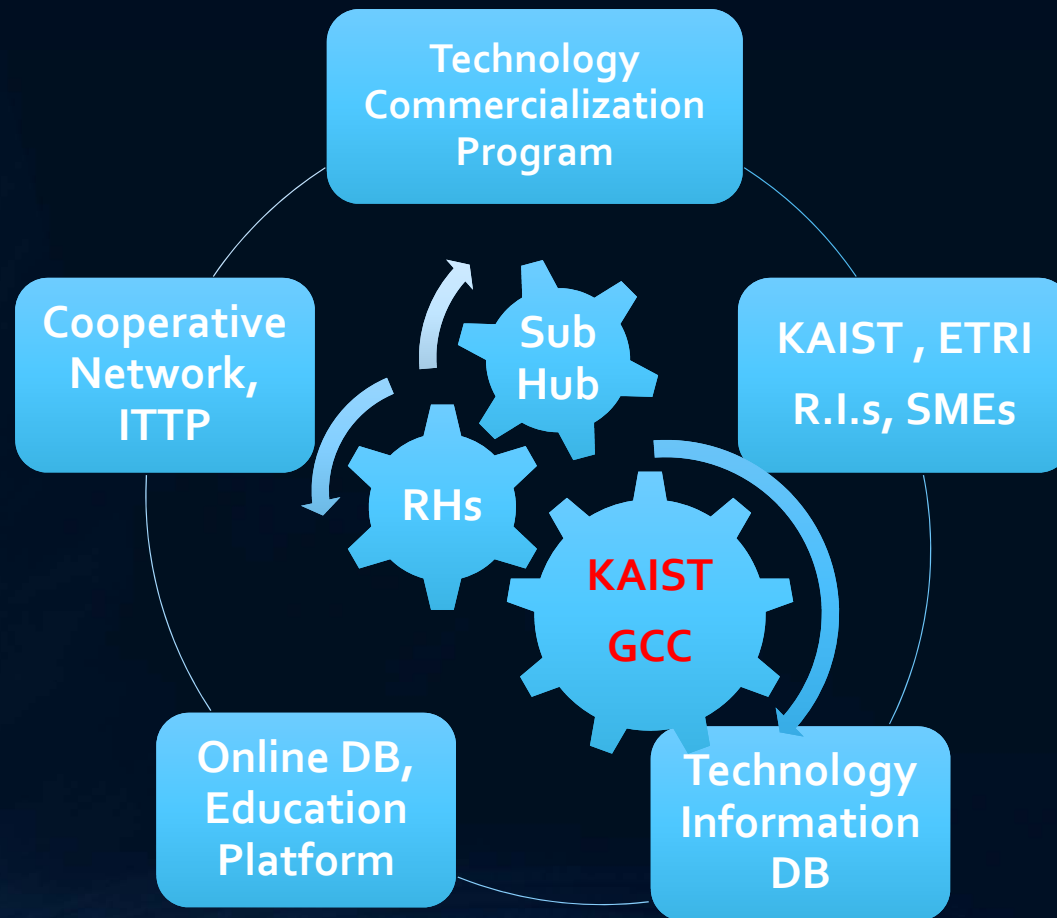 Technology
Commercialization
Program
Cooperative
Network,
ITTP
Sub
Hub
KAIST , ETRI
R.I.s, SMEs
RHs
KAIST
GCC
Online DB,
Education
Platform
Technology
Information
DB